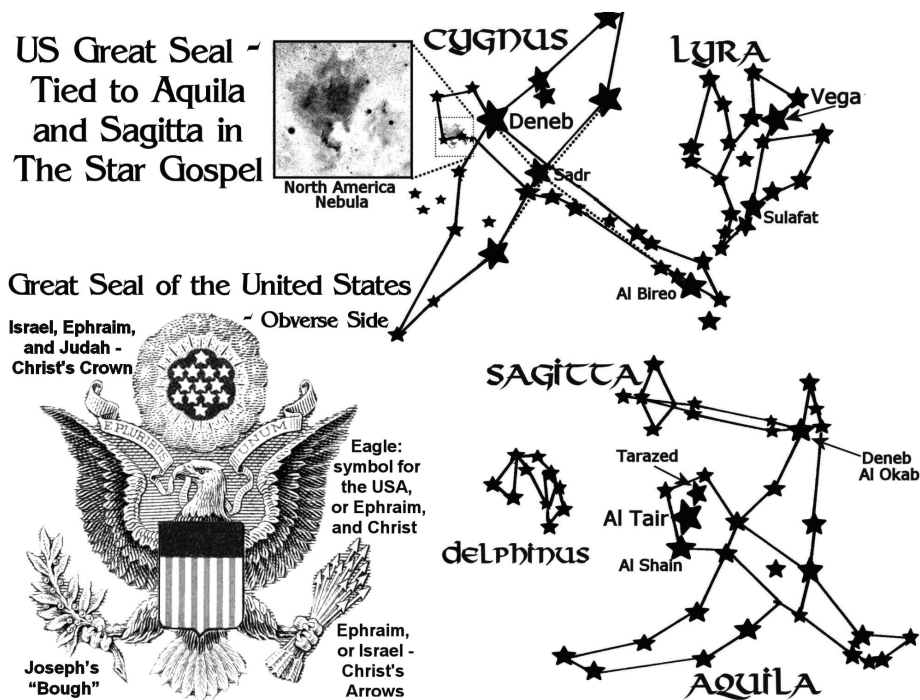 US Great Seal -
Tied to Aquila
and Sagitta in
The Star Gospel
North America
Nebula
CYGNUS
Deneb
Sadr
Al Bireo
LYRA
Vega
Sulafat
Great Seal of the United States
- Obverse Side
Israel, Ephraim,
and Judah -
Christ's Crown
E PLURIBUS
UNUM
Eagle:
symbol for
the USA,
or Ephraim,
and Christ
Joseph's
"Bough"
Ephraim,
or Israel -
Christ's
Arrows
SAGITTA
Deneb
Al Okab
Tarazed
Al Tair
Al Shain
delphinus
AQUILA